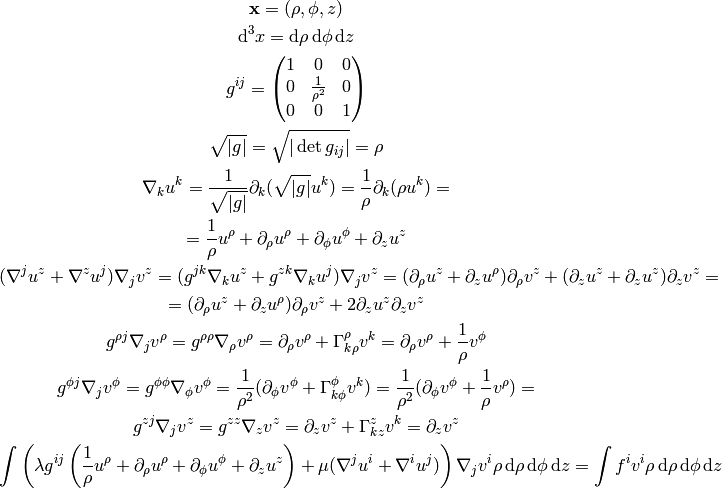 $\mathbf{x} = (\rho, \phi, z)$
$\mathrm{d}^3 x = \mathrm{d}\rho\, \mathrm{d}\phi\, \mathrm{d}z$
$g^{ij} = \begin{pmatrix} 1 & 0 & 0 \\ 0 & \frac{1}{\rho^2} & 0 \\ 0 & 0 & 1 \end{pmatrix}$
$\sqrt{|g|} = \sqrt{|\det g_{ij}|} = \rho$
$\nabla_k u^k = \frac{1}{\sqrt{|g|}} \partial_k (\sqrt{|g|} u^k) = \frac{1}{\rho} \partial_k (\rho u^k) =$
$= \frac{1}{\rho} u^\rho + \partial_\rho u^\rho + \partial_\phi u^\phi + \partial_z u^z$
$(\nabla^j u^z + \nabla^z u^j) \nabla_j v^z = (g^{jk} \nabla_k u^z + g^{zk} \nabla_k u^j) \nabla_j v^z = (\partial_\rho u^z + \partial_z u^\rho) \partial_\rho v^z + (\partial_z u^z + \partial_z u^z) \partial_z v^z =$
$= (\partial_\rho u^z + \partial_z u^\rho) \partial_\rho v^z + 2 \partial_z u^z \partial_z v^z$
$g^{\rho j} \nabla_j v^\rho = g^{\rho\rho} \nabla_\rho v^\rho = \partial_\rho v^\rho + \Gamma^\rho_{k\rho} v^k = \partial_\rho v^\rho + \frac{1}{\rho} v^\phi$
$g^{\phi j} \nabla_j v^\phi = g^{\phi\phi} \nabla_\phi v^\phi = \frac{1}{\rho^2} (\partial_\phi v^\phi + \Gamma^\phi_{k\phi} v^k) = \frac{1}{\rho^2} (\partial_\phi v^\phi + \frac{1}{\rho} v^\rho) =$
$g^{zj} \nabla_j v^z = g^{zz} \nabla_z v^z = \partial_z v^z + \Gamma^z_{kz} v^k = \partial_z v^z$
$\int \left( \lambda g^{ij} \left( \frac{1}{\rho} u^\rho + \partial_\rho u^\rho + \partial_\phi u^\phi + \partial_z u^z \right) + \mu (\nabla^j u^i + \nabla^i u^j) \right) \nabla_j v^i \rho\, \mathrm{d}\rho\, \mathrm{d}\phi\, \mathrm{d}z = \int f^i v^i \rho\, \mathrm{d}\rho\, \mathrm{d}\phi\, \mathrm{d}z$